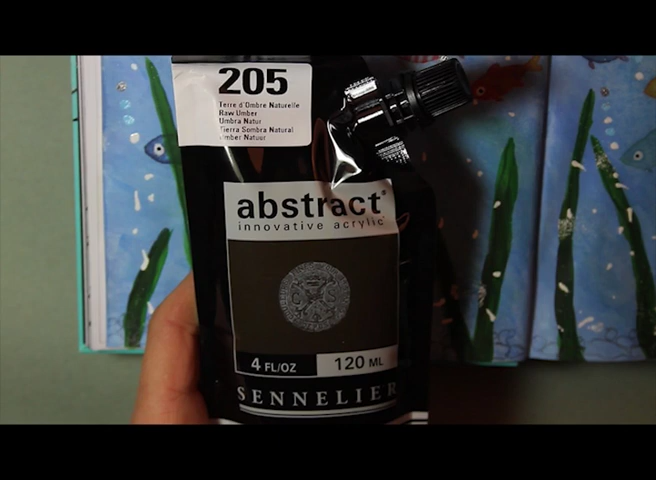 205
Terre d'Ombre Naturelle
Raw Umber
Umbra Natur
Tierra Sombra Natural
Omber Natuur
abstract®
innovative acrylic
4 FL/OZ 120 ML
SENNELIER